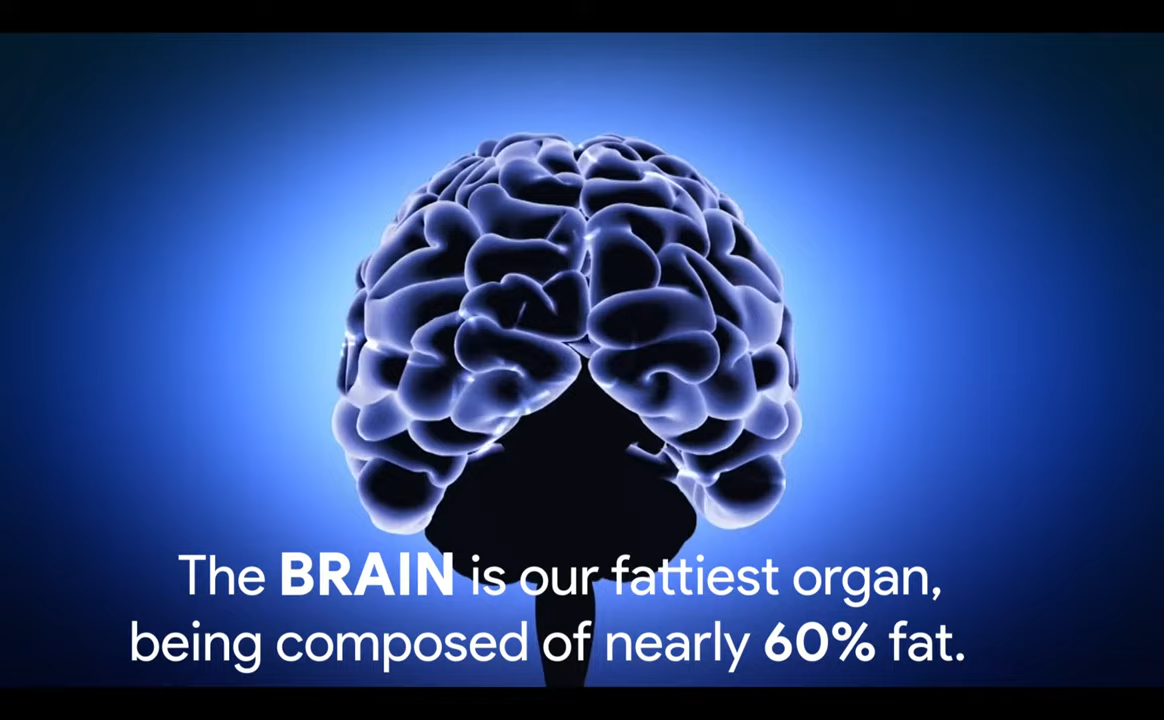 The BRAIN is our fattiest organ,
being composed of nearly 60% fat.